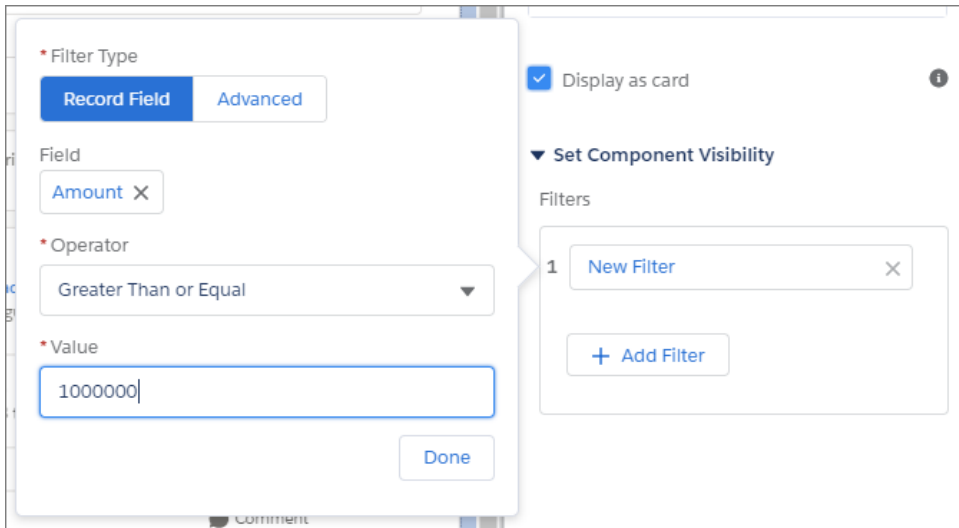 * Filter Type
Record Field
Advanced
Field
Amount
* Operator
Greater Than or Equal
* Value
1000000
Done
Comment
Display as card
Set Component Visibility
Filters
1
New Filter
+ Add Filter